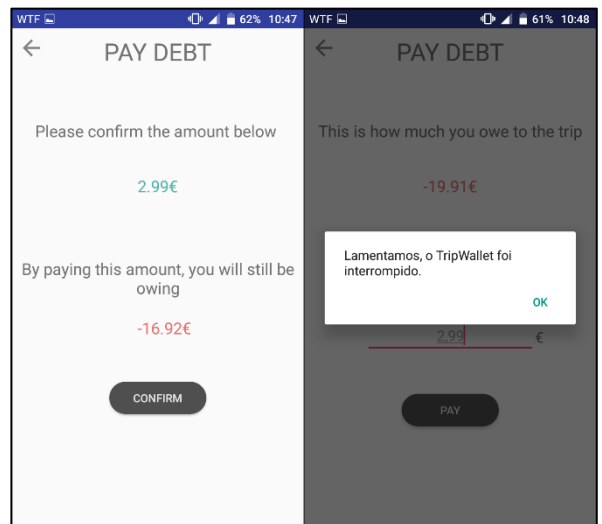 WTF 62% 10:47
PAY DEBT
Please confirm the amount below
2.99€
By paying this amount, you will still be
owing
-16.92€
CONFIRM
WTF 61% 10:48
PAY DEBT
This is how much you owe to the trip
-19.91€
Lamentamos, o TripWallet foi
interrompido.
OK
2.99 €
PAY